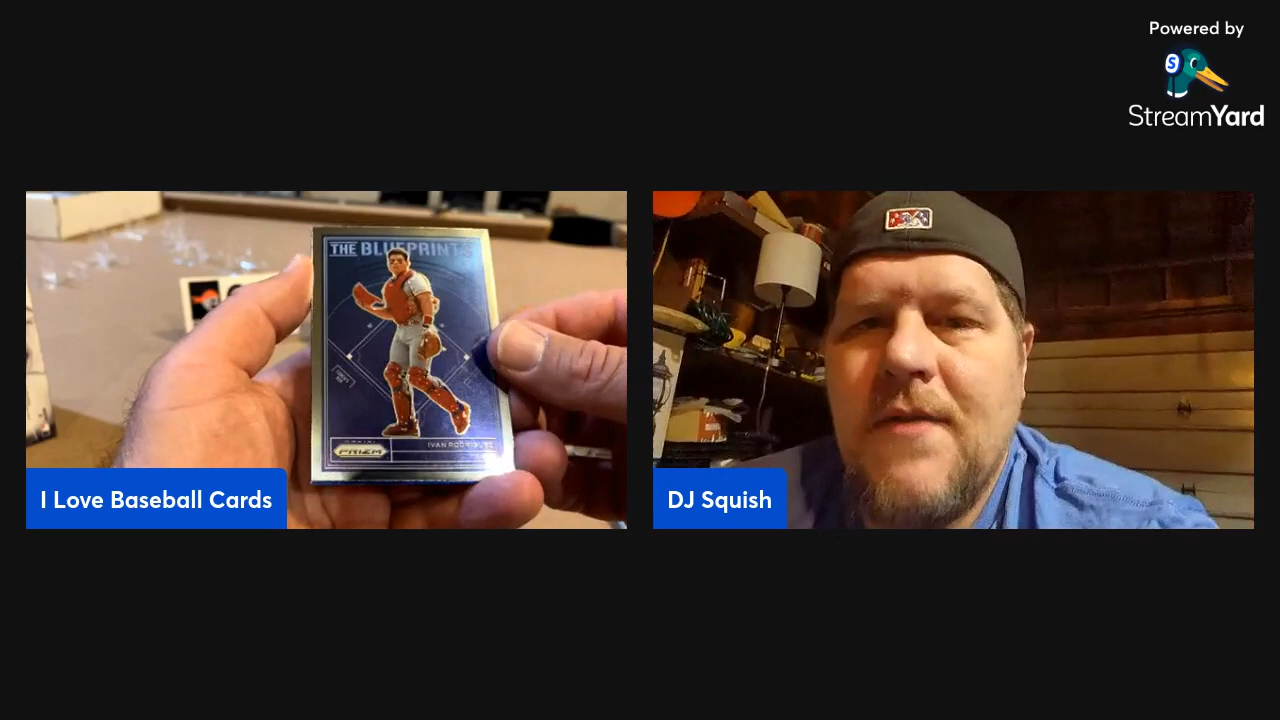 Powered by
S
StreamYard
THE BLUEPRINTS
IVAN RODRIGUEZ
PRIZM
I Love Baseball Cards
DJ Squish